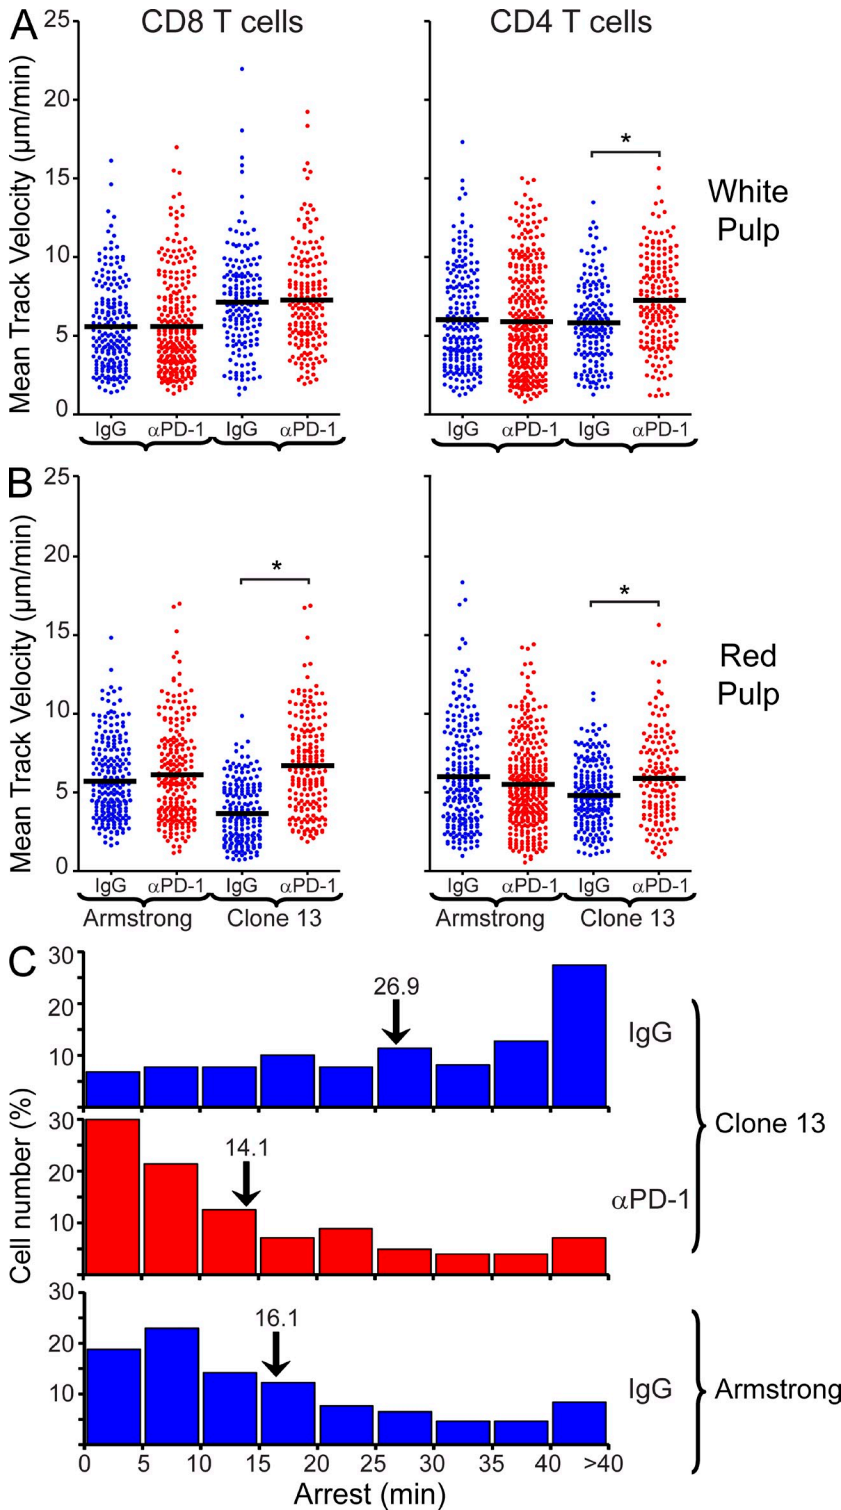 A
CD8 T cells
CD4 T cells
Mean Track Velocity (µm/min)
25
20
15
10
5
0
*
White
Pulp
IgG αPD-1 IgG αPD-1
IgG αPD-1 IgG αPD-1
B
Mean Track Velocity (µm/min)
25
20
15
10
5
0
*
*
Red
Pulp
IgG αPD-1 IgG αPD-1
IgG αPD-1 IgG αPD-1
Armstrong Clone 13
Armstrong Clone 13
C
Cell number (%)
30
20
10
26.9
IgG
Clone 13
30
20
10
14.1
αPD-1
30
20
10
16.1
IgG
Armstrong
0 5 10 15 20 25 30 35 40 >40
Arrest (min)